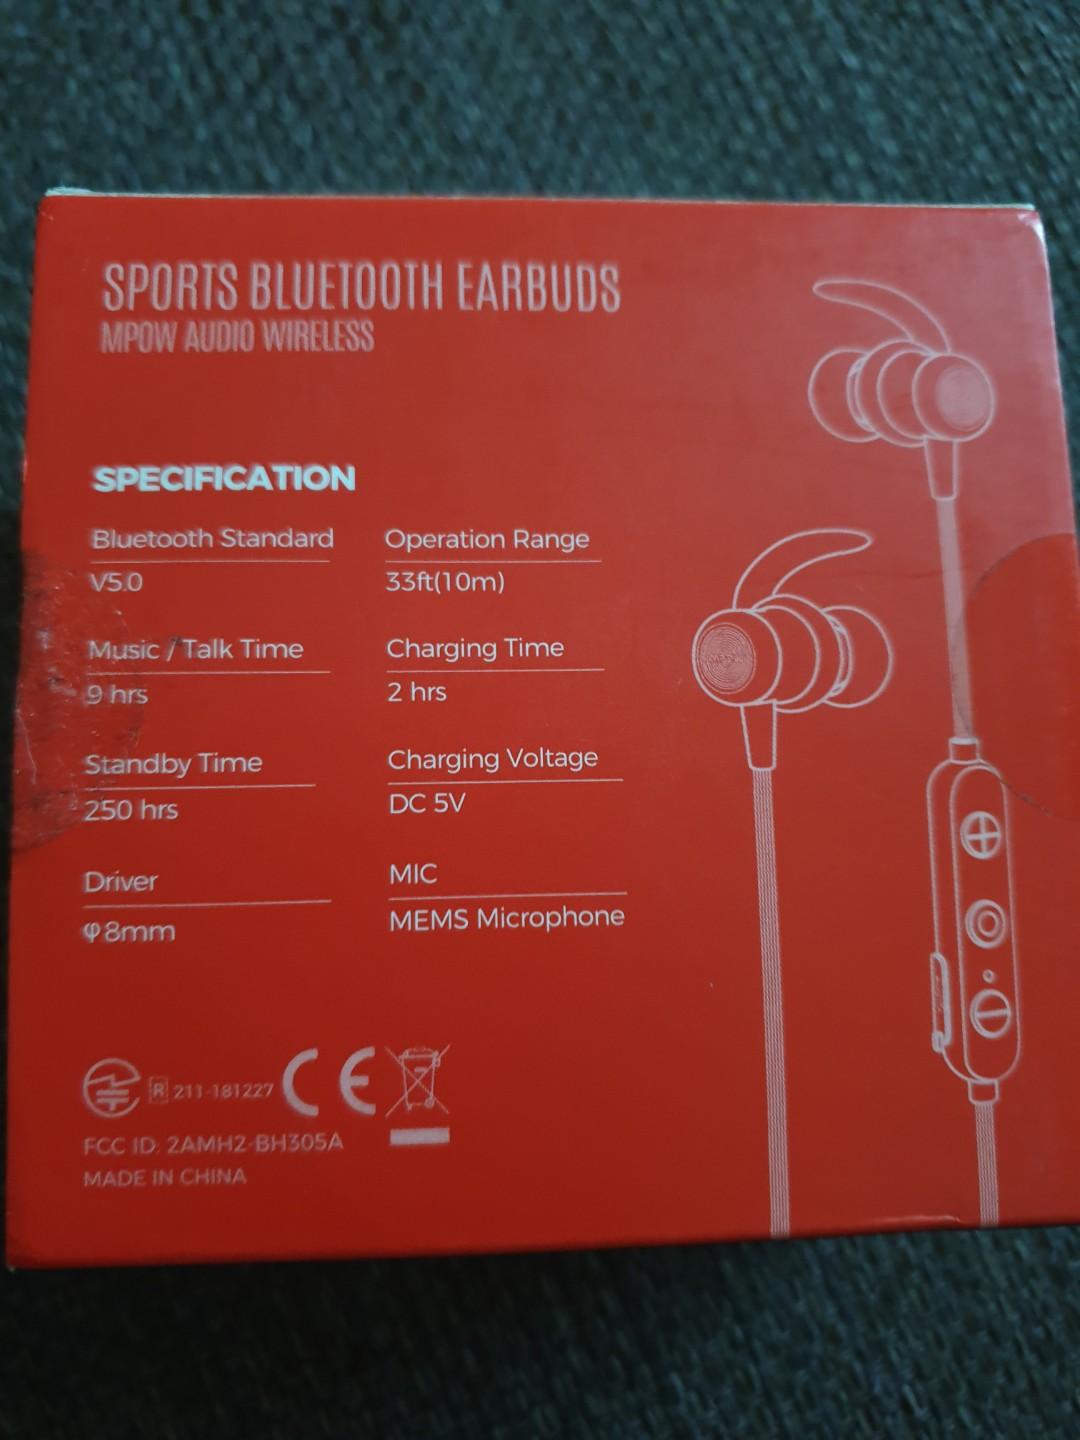 SPORTS BLUETOOTH EARBUDS
MPOW AUDIO WIRELESS
SPECIFICATION
Bluetooth Standard
V5.0
Operation Range
33ft(10m)
Music / Talk Time
9 hrs
Charging Time
2 hrs
Standby Time
250 hrs
Charging Voltage
DC 5V
Driver
φ8mm
MIC
MEMS Microphone
R 211-181227 CE
FCC ID: 2AMH2-BH305A
MADE IN CHINA